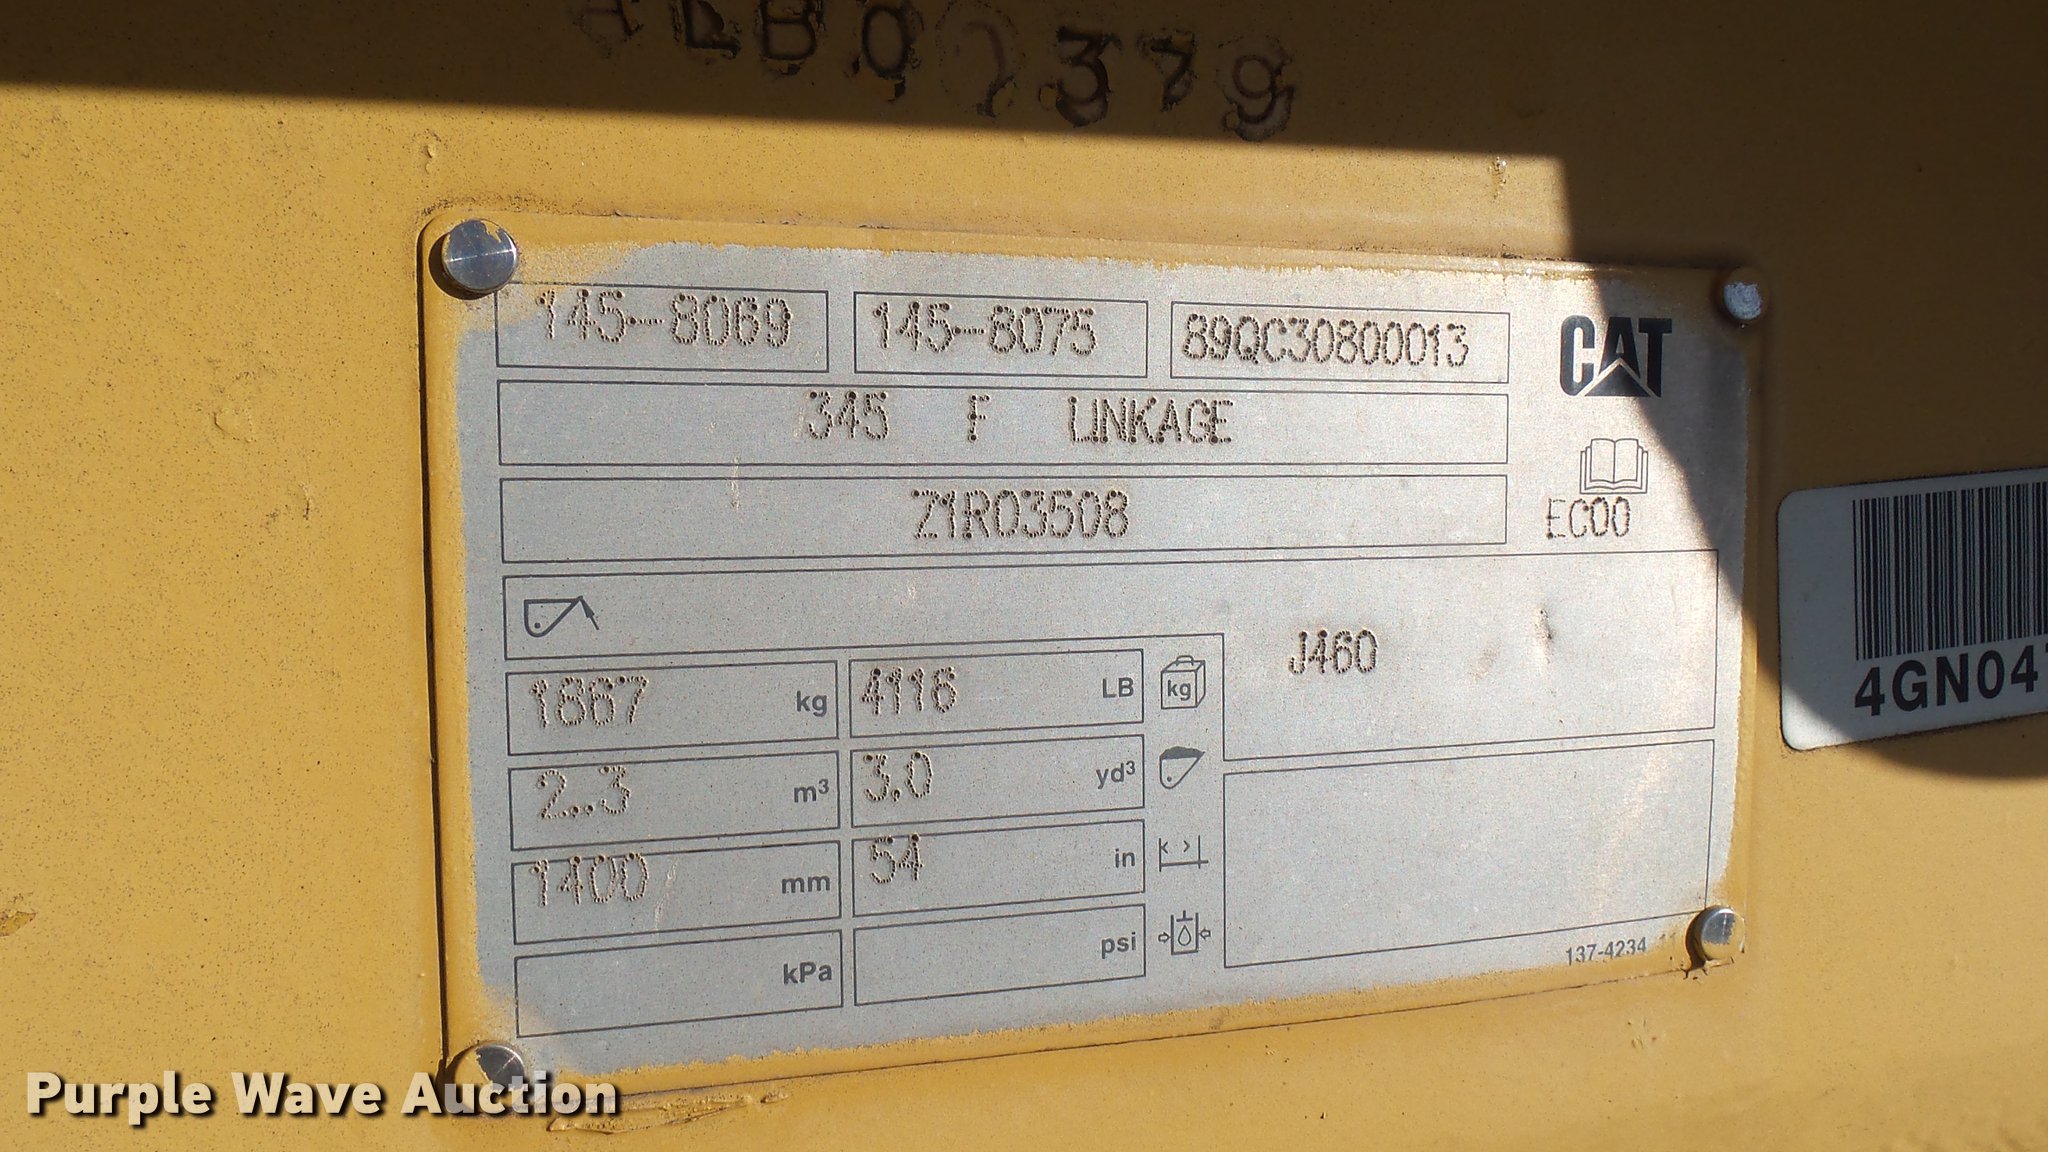 145-8069 145-8075 89QC30800013 CAT
345 F LINKAGE
Z1R03508
EC00
J460
1867 kg 4116 LB kg
2.3 m³ 3.0 yd³
1400 mm 54 in
kPa psi
137-4234
4GN04
Purple Wave Auction